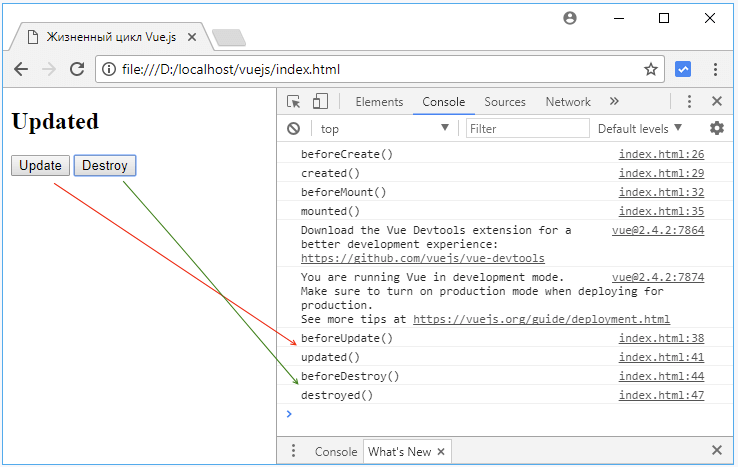 Жизненный цикл Vue.js
file:///D:/localhost/vuejs/index.html
Updated
Update Destroy
Elements Console Sources Network
top Filter Default levels
beforeCreate() index.html:26
created() index.html:29
beforeMount() index.html:32
mounted() index.html:35
Download the Vue Devtools extension for a vue@2.4.2:7864
better development experience:
https://github.com/vuejs/vue-devtools
You are running Vue in development mode. vue@2.4.2:7874
Make sure to turn on production mode when deploying for
production.
See more tips at https://vuejs.org/guide/deployment.html
beforeUpdate() index.html:38
updated() index.html:41
beforeDestroy() index.html:44
destroyed() index.html:47
Console What's New